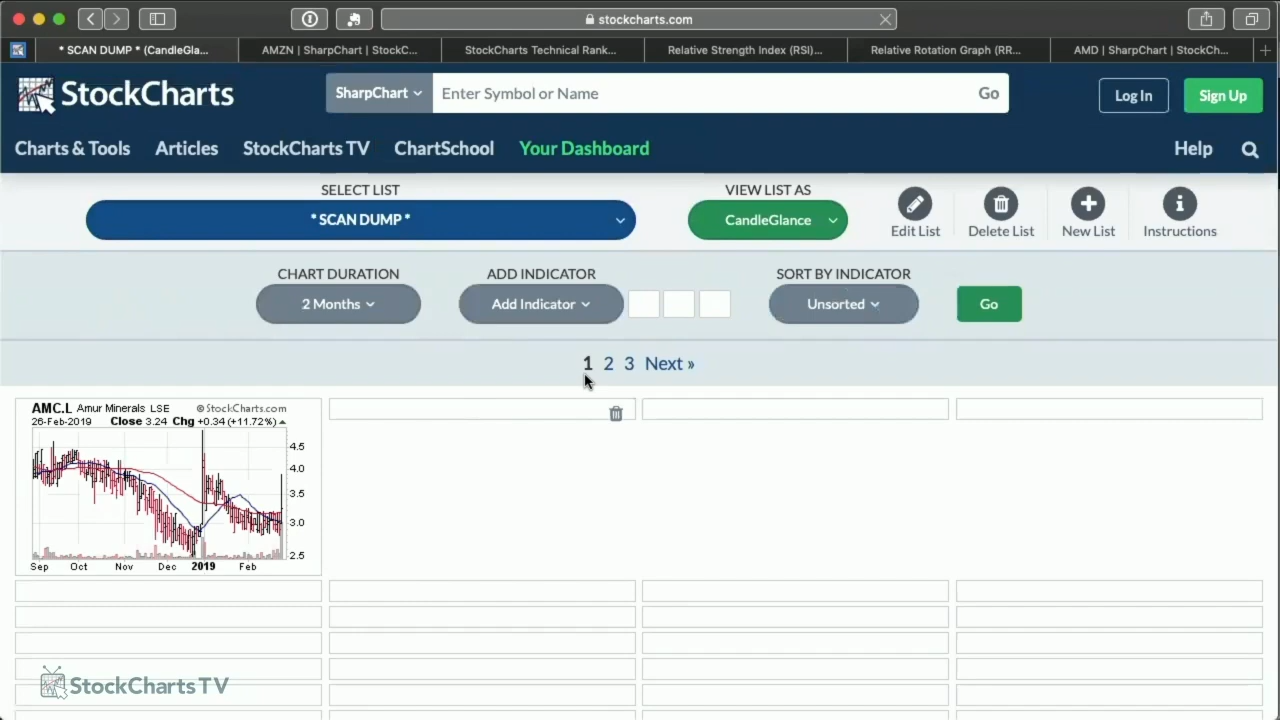 stockcharts.com
* SCAN DUMP * (CandleGla...
AMZN | SharpChart | StockC...
StockCharts Technical Rank...
Relative Strength Index (RSI)...
Relative Rotation Graph (RR...
AMD | SharpChart | StockCh...
StockCharts
SharpChart
Enter Symbol or Name
Go
Log In
Sign Up
Charts & Tools
Articles
StockCharts TV
ChartSchool
Your Dashboard
Help
SELECT LIST
VIEW LIST AS
* SCAN DUMP *
CandleGlance
Edit List
Delete List
New List
Instructions
CHART DURATION
ADD INDICATOR
SORT BY INDICATOR
2 Months
Add Indicator
Unsorted
Go
1 2 3 Next »
AMC.L Amur Minerals LSE © StockCharts.com
26-Feb-2019 Close 3.24 Chg +0.34 (+11.72%)
4.5
4.0
3.5
3.0
2.5
Sep Oct Nov Dec 2019 Feb
StockChartsTV